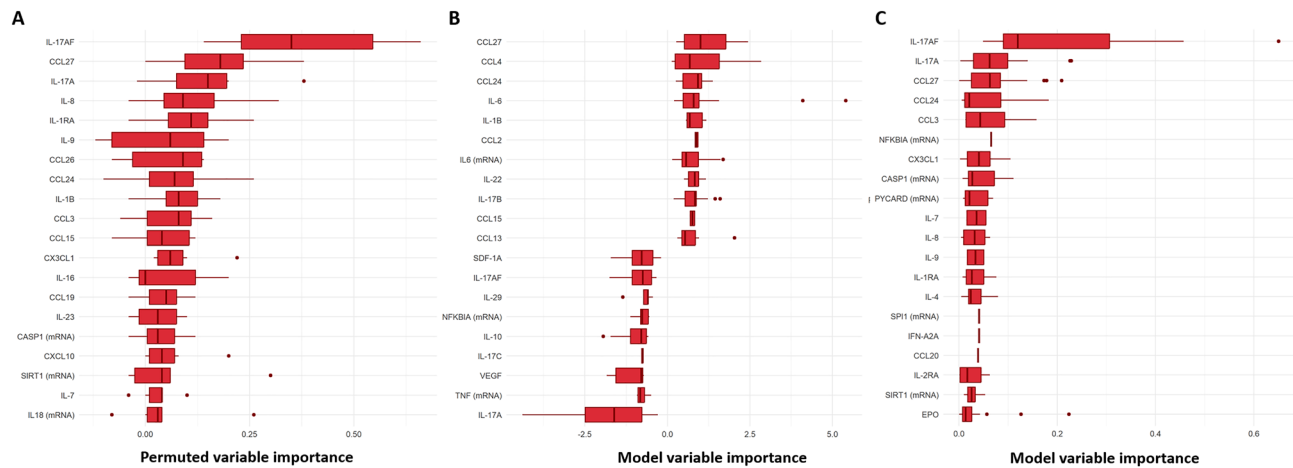 A
IL-17AF
CCL27
IL-17A
IL-8
IL-1RA
IL-9
CCL26
CCL24
IL-1B
CCL3
CCL15
CX3CL1
IL-16
CCL19
IL-23
CASP1 (mRNA)
CXCL10
SIRT1 (mRNA)
IL-7
IL18 (mRNA)
0.00 0.25 0.50
Permuted variable importance
B
CCL27
CCL4
CCL24
IL-6
IL-1B
CCL2
IL6 (mRNA)
IL-22
IL-17B
CCL15
CCL13
SDF-1A
IL-17AF
IL-29
NFKBIA (mRNA)
IL-10
IL-17C
VEGF
TNF (mRNA)
IL-17A
-2.5 0.0 2.5 5.0
Model variable importance
C
IL-17AF
IL-17A
CCL27
CCL24
CCL3
NFKBIA (mRNA)
CX3CL1
CASP1 (mRNA)
PYCARD (mRNA)
IL-7
IL-8
IL-9
IL-1RA
IL-4
SPI1 (mRNA)
IFN-A2A
CCL20
IL-2RA
SIRT1 (mRNA)
EPO
0.0 0.2 0.4 0.6
Model variable importance